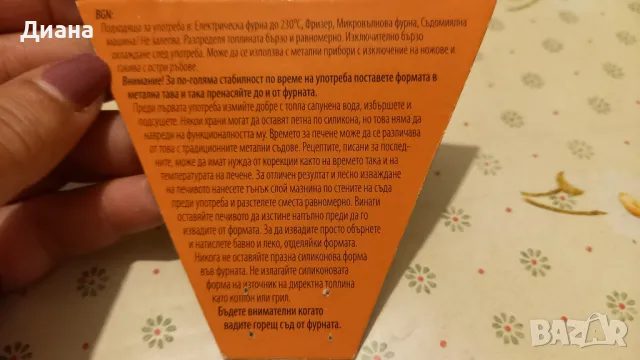 Диана
BGN:
Подходяща за употреба в: Електрическа фурна до 230°C, Фризер, Микровълнова фурна, Съдомиялна
машина! Не залепва. Разпределя топлината бързо и равномерно. Изключително бързо
охлаждане след употреба. Може да се използва с метални прибори с изключение на ножове и
такива с остри ръбове.
Внимание! За по-голяма стабилност по време на употреба поставете формата в
метална тава и така пренасяйте до и от фурната.
Преди първата употреба измийте добре с топла сапунена вода, избършете и
подсушете. Някои храни могат да оставят петна по силикона, но това няма да
навреди на функционалността му. Времето за печене може да се различава
от това с традиционните метални съдове. Рецептите, писани за послед-
ните, може да имат нужда от корекции както на времето така и на
температурата на печене. За отличен резултат и лесно изваждане
на печивото нанесете тънък слой мазнина по стените на съда
преди употреба и разстелете сместа равномерно. Винаги
оставяйте печивото да изстине напълно преди да го
извадите от формата. За да извадите просто обърнете
и натиснете бавно и леко, отделяйки формата.
Никога не оставяйте празна силиконова форма
във фурната. Не излагайте силиконовата
форма на източник на директна топлина
като котлон или грил.
Бъдете внимателни когато
вадите горещ съд от фурната.
BAZAR.bg